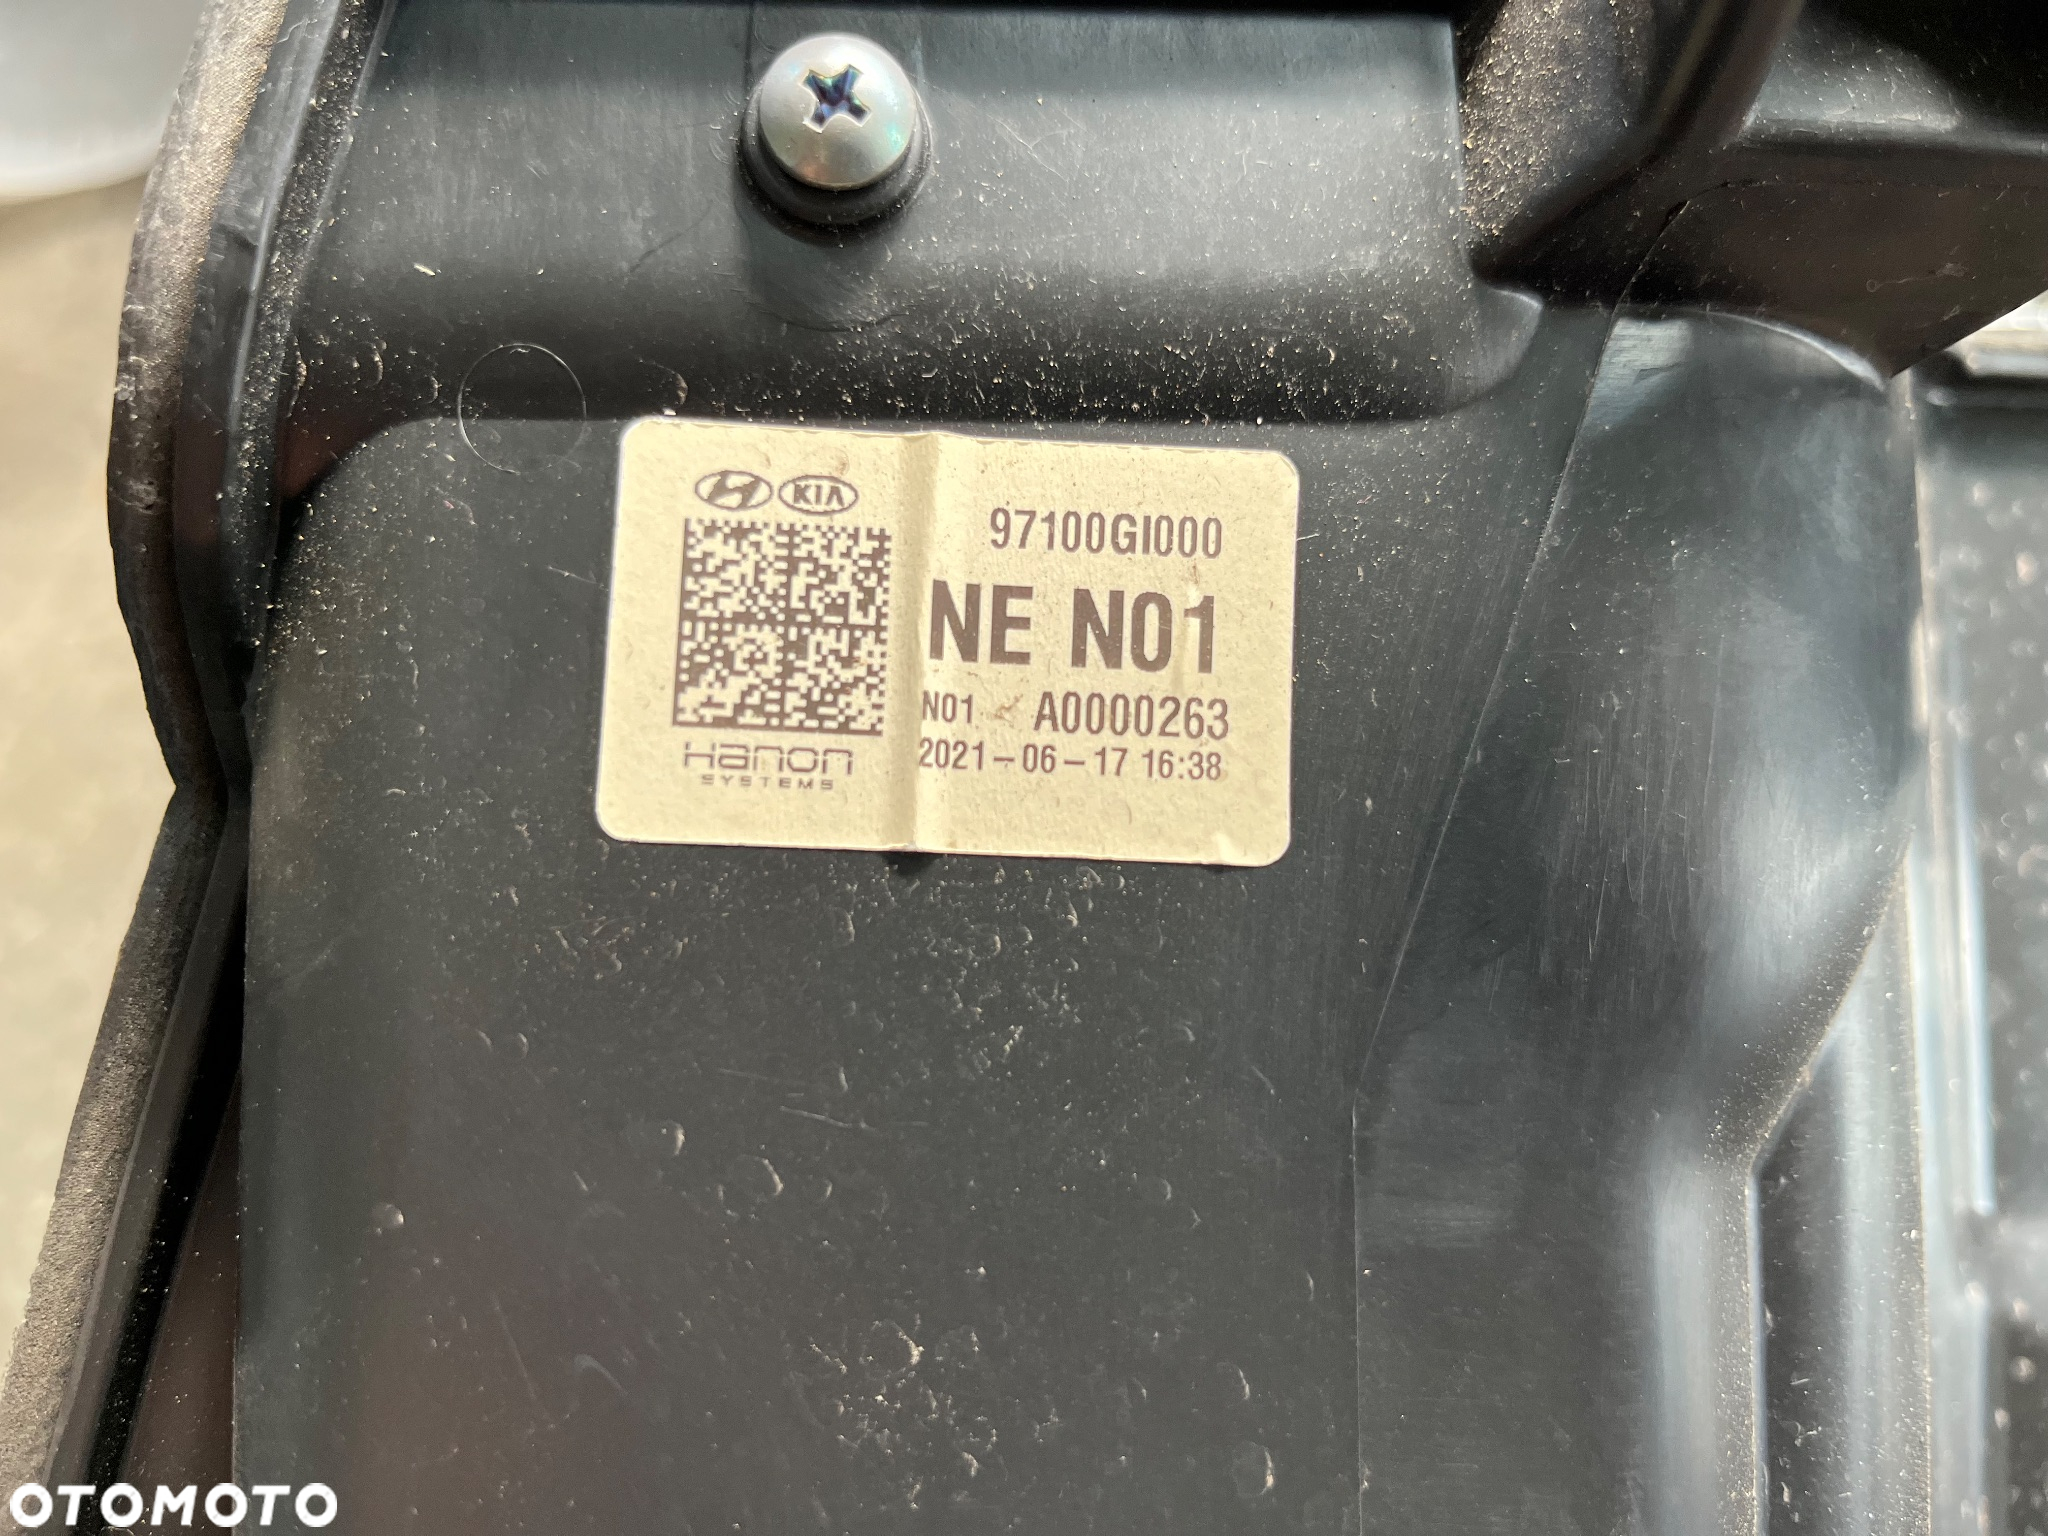 KIA
97100GI000
NE N01
N01 A0000263
Hanon
SYSTEMS
2021-06-17 16:38
OTOMOTO